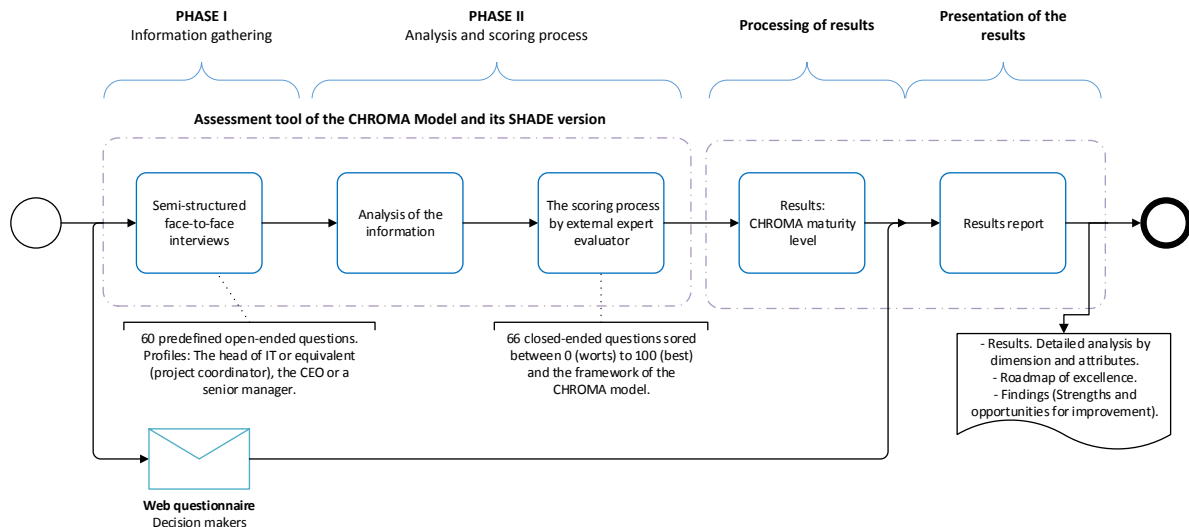 PHASE I
Information gathering
PHASE II
Analysis and scoring process
Processing of results
Presentation of the
results
Assessment tool of the CHROMA Model and its SHADE version
Semi-structured
face-to-face
interviews
Analysis of the
information
The scoring process
by external expert
evaluator
Results:
CHROMA maturity
level
Results report
60 predefined open-ended questions.
Profiles: The head of IT or equivalent
(project coordinator), the CEO or a
senior manager.
66 closed-ended questions sored
between 0 (worts) to 100 (best)
and the framework of the
CHROMA model.
- Results. Detailed analysis by
dimension and attributes.
- Roadmap of excellence.
- Findings (Strengths and
opportunities for improvement).
Web questionnaire
Decision makers